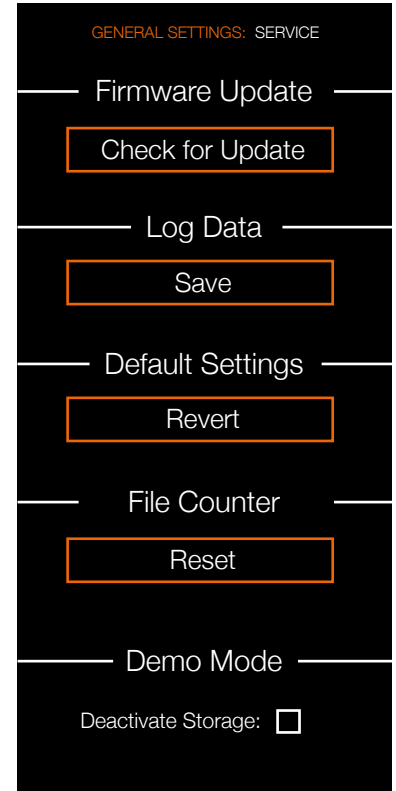 GENERAL SETTINGS: SERVICE
Firmware Update
Check for Update
Log Data
Save
Default Settings
Revert
File Counter
Reset
Demo Mode
Deactivate Storage: